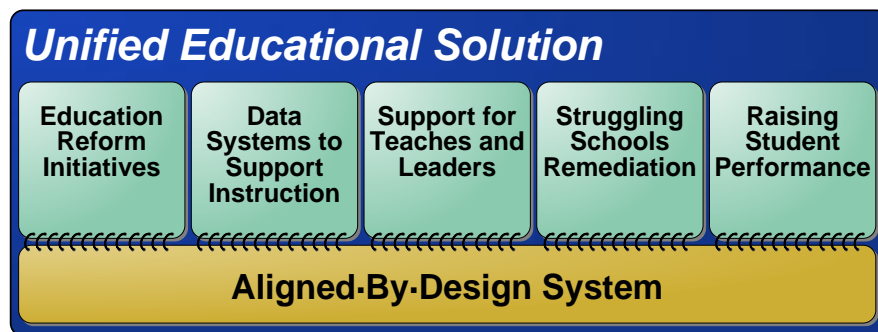 Unified Educational Solution
Education
Reform
Initiatives
Data
Systems to
Support
Instruction
Support for
Teaches and
Leaders
Struggling
Schools
Remediation
Raising
Student
Performance
Aligned·By·Design System